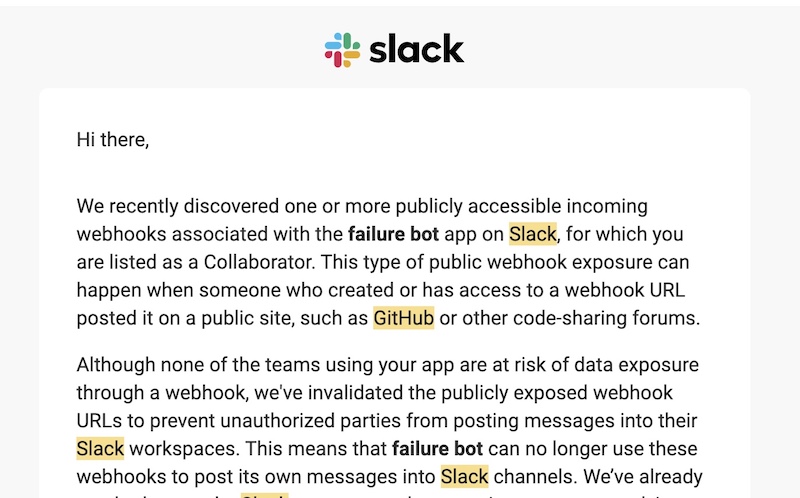 slack
Hi there,
We recently discovered one or more publicly accessible incoming
webhooks associated with the failure bot app on Slack, for which you
are listed as a Collaborator. This type of public webhook exposure can
happen when someone who created or has access to a webhook URL
posted it on a public site, such as GitHub or other code-sharing forums.
Although none of the teams using your app are at risk of data exposure
through a webhook, we've invalidated the publicly exposed webhook
URLs to prevent unauthorized parties from posting messages into their
Slack workspaces. This means that failure bot can no longer use these
webhooks to post its own messages into Slack channels. We’ve already